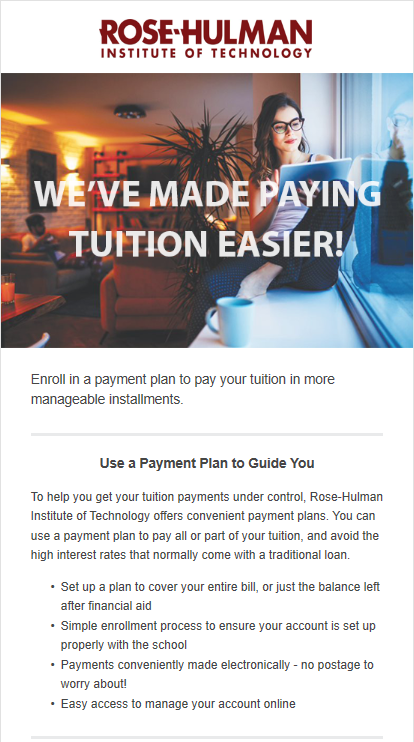 ROSE-HULMAN
INSTITUTE OF TECHNOLOGY
WE'VE MADE PAYING
TUITION EASIER!
Enroll in a payment plan to pay your tuition in more
manageable installments.
Use a Payment Plan to Guide You
To help you get your tuition payments under control, Rose-Hulman
Institute of Technology offers convenient payment plans. You can
use a payment plan to pay all or part of your tuition, and avoid the
high interest rates that normally come with a traditional loan.
• Set up a plan to cover your entire bill, or just the balance left
after financial aid
• Simple enrollment process to ensure your account is set up
properly with the school
• Payments conveniently made electronically - no postage to
worry about!
• Easy access to manage your account online